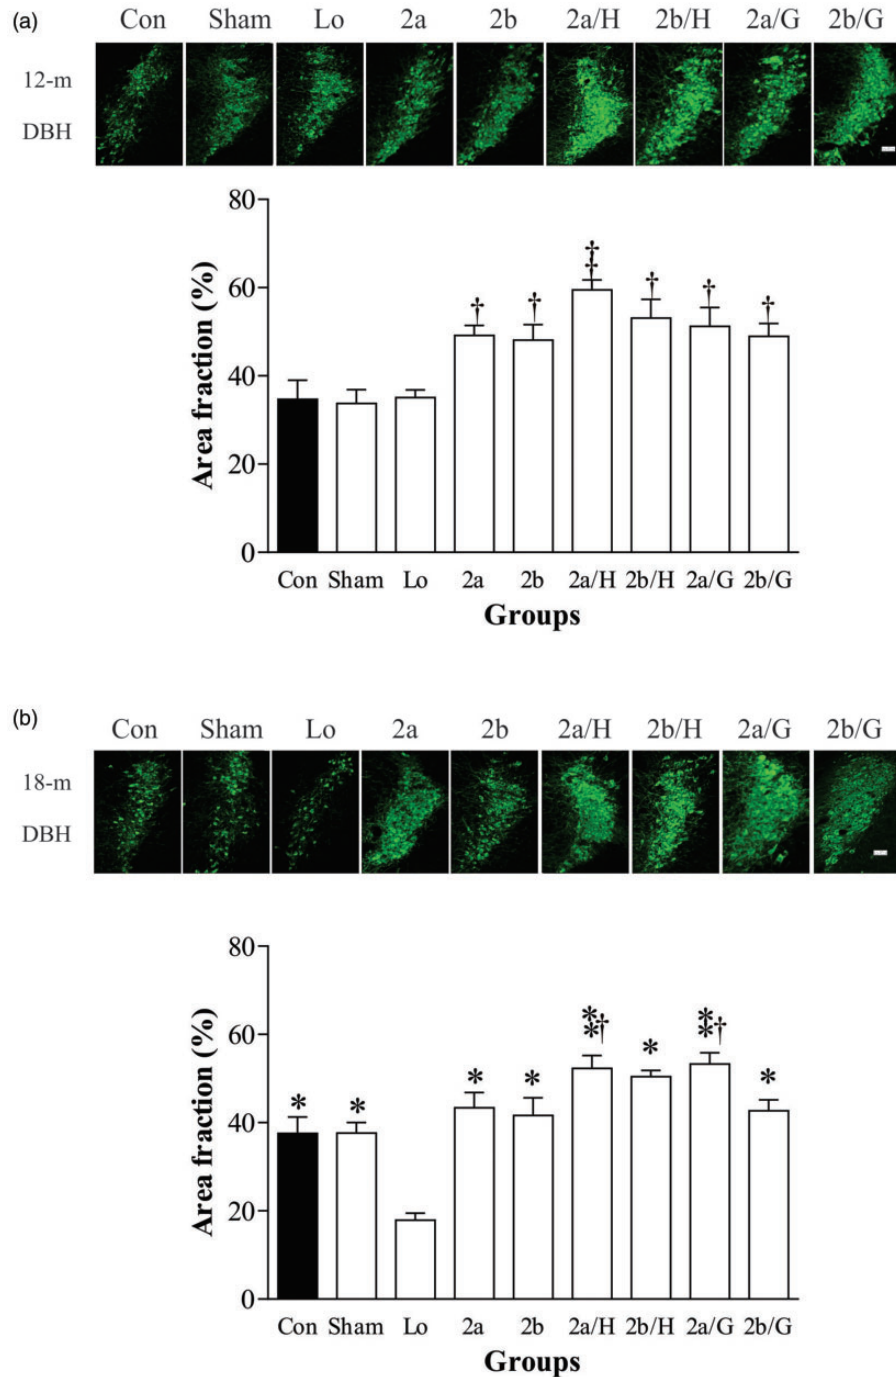 (a)
Con Sham Lo 2a 2b 2a/H 2b/H 2a/G 2b/G
12-m
DBH
80
60
40
20
0
Area fraction (%)
‡
† † † † †
Con Sham Lo 2a 2b 2a/H 2b/H 2a/G 2b/G
Groups
(b)
Con Sham Lo 2a 2b 2a/H 2b/H 2a/G 2b/G
18-m
DBH
80
60
40
20
0
Area fraction (%)
* * * * **† * **† *
Con Sham Lo 2a 2b 2a/H 2b/H 2a/G 2b/G
Groups